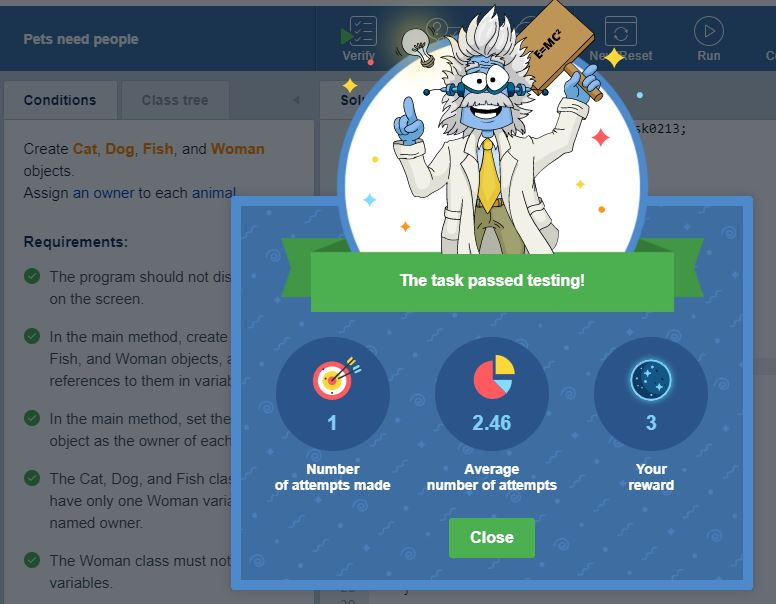 Pets need people
Verify
Reset
Run
E=MC²
Conditions
Class tree
Create Cat, Dog, Fish, and Woman
objects.
Assign an owner to each animal
Requirements:
The program should not
on the screen.
In the main method, create
Fish, and Woman objects,
references to them in
In the main method, set the
object as the owner of each
The Cat, Dog, and Fish
have only one Woman
named owner.
The Woman class must not
variables.
The task passed testing!
1
2.46
3
Number
of attempts made
Average
number of attempts
Your
reward
Close